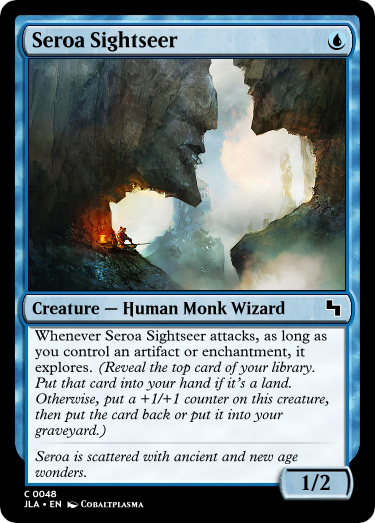 Seroa Sightseer
Creature — Human Monk Wizard
Whenever Seroa Sightseer attacks, as long as
you control an artifact or enchantment, it
explores. (Reveal the top card of your library.
Put that card into your hand if it's a land.
Otherwise, put a +1/+1 counter on this creature,
then put the card back or put it into your
graveyard.)
Seroa is scattered with ancient and new age
wonders.
1/2
C 0048
JLA • EN Cobaltplasma